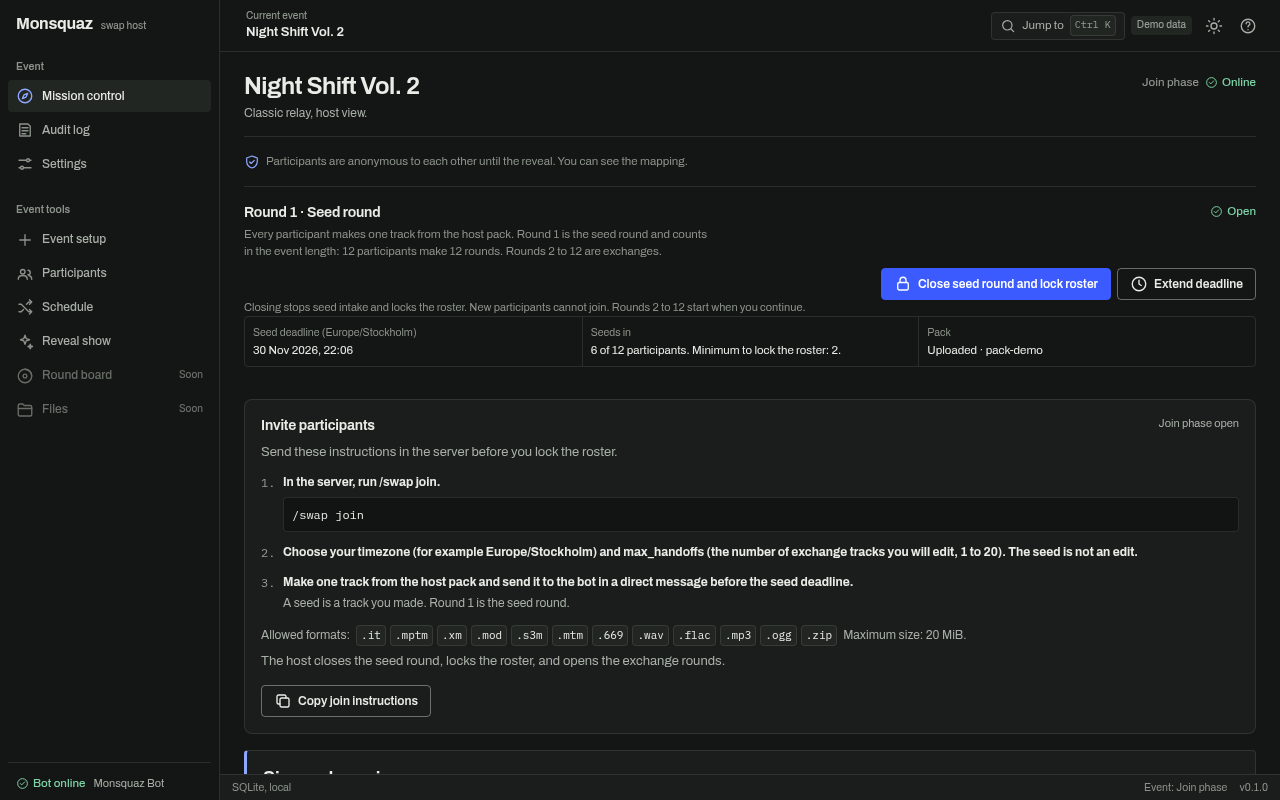 Monsquaz swap host
Event
Mission control
Audit log
Settings
Event tools
Event setup
Participants
Schedule
Reveal show
Round board Soon
Files Soon
Bot online Monsquaz Bot
Current event
Night Shift Vol. 2
Jump to Ctrl K
Demo data
Night Shift Vol. 2
Join phase Online
Classic relay, host view.
Participants are anonymous to each other until the reveal. You can see the mapping.
Round 1 · Seed round
Open
Every participant makes one track from the host pack. Round 1 is the seed round and counts
in the event length: 12 participants make 12 rounds. Rounds 2 to 12 are exchanges.
Close seed round and lock roster
Extend deadline
Closing stops seed intake and locks the roster. New participants cannot join. Rounds 2 to 12 start when you continue.
Seed deadline (Europe/Stockholm)
30 Nov 2026, 22:06
Seeds in
6 of 12 participants. Minimum to lock the roster: 2.
Pack
Uploaded · pack-demo
Invite participants
Join phase open
Send these instructions in the server before you lock the roster.
1. In the server, run /swap join.
/swap join
2. Choose your timezone (for example Europe/Stockholm) and max_handoffs (the number of exchange tracks you will edit, 1 to 20). The seed is not an edit.
3. Make one track from the host pack and send it to the bot in a direct message before the seed deadline.
A seed is a track you made. Round 1 is the seed round.
Allowed formats: .it .mptm .xm .mod .s3m .mtm .669 .wav .flac .mp3 .ogg .zip Maximum size: 20 MiB.
The host closes the seed round, locks the roster, and opens the exchange rounds.
Copy join instructions
SQLite, local
Event: Join phase v0.1.0